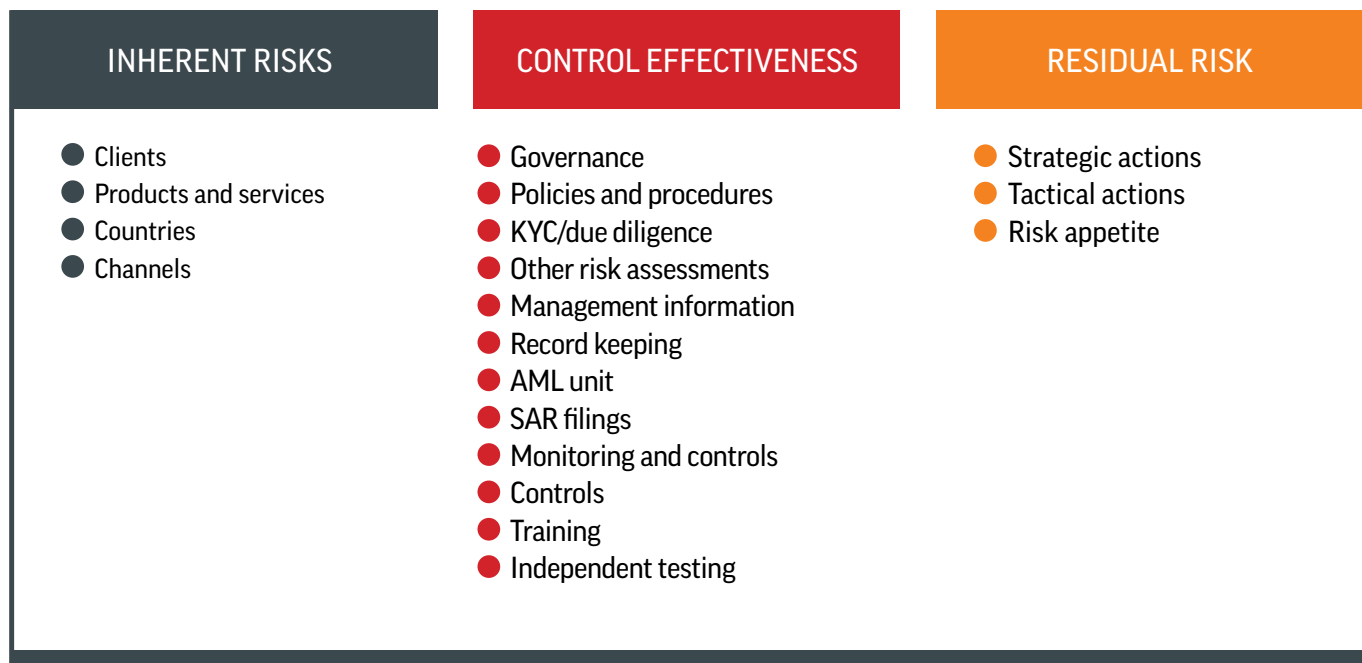 INHERENT RISKS
Clients
Products and services
Countries
Channels
CONTROL EFFECTIVENESS
Governance
Policies and procedures
KYC/due diligence
Other risk assessments
Management information
Record keeping
AML unit
SAR filings
Monitoring and controls
Controls
Training
Independent testing
RESIDUAL RISK
Strategic actions
Tactical actions
Risk appetite